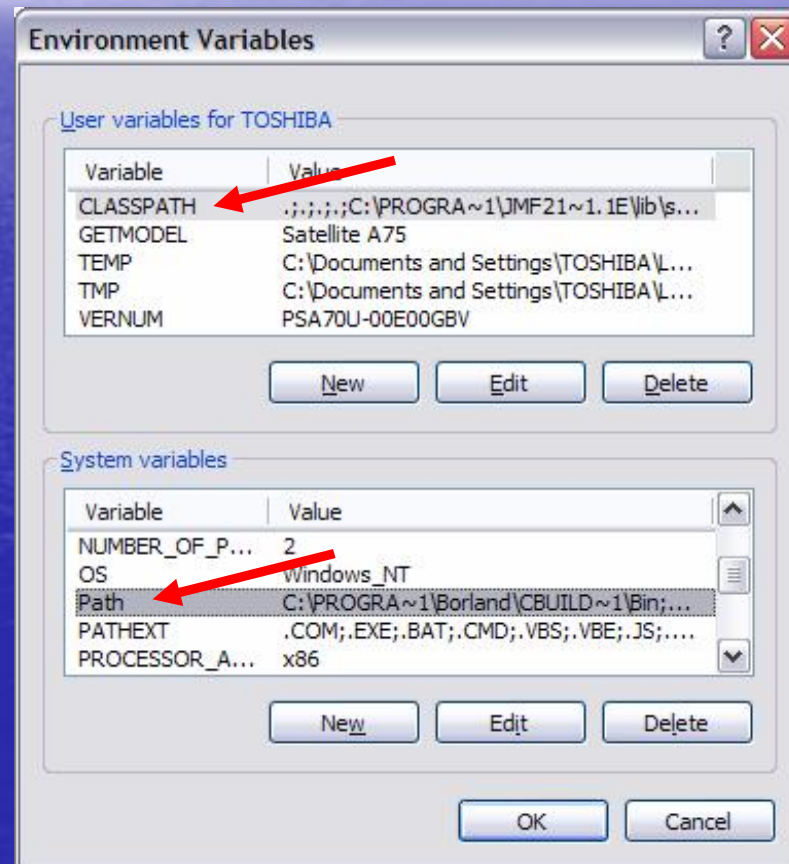 Environment Variables
User variables for TOSHIBA
Variable Value
CLASSPATH .;.;.;.;C:\PROGRA~1\JMF21~1.1E\lib\s...
GETMODEL Satellite A75
TEMP C:\Documents and Settings\TOSHIBA\L...
TMP C:\Documents and Settings\TOSHIBA\L...
VERNUM PSA70U-00E00GBV
New Edit Delete
System variables
Variable Value
NUMBER_OF_P... 2
OS Windows_NT
Path C:\PROGRA~1\Borland\CBUILD~1\Bin;...
PATHEXT .COM;.EXE;.BAT;.CMD;.VBS;.VBE;.JS;....
PROCESSOR_A... x86
New Edit Delete
OK Cancel